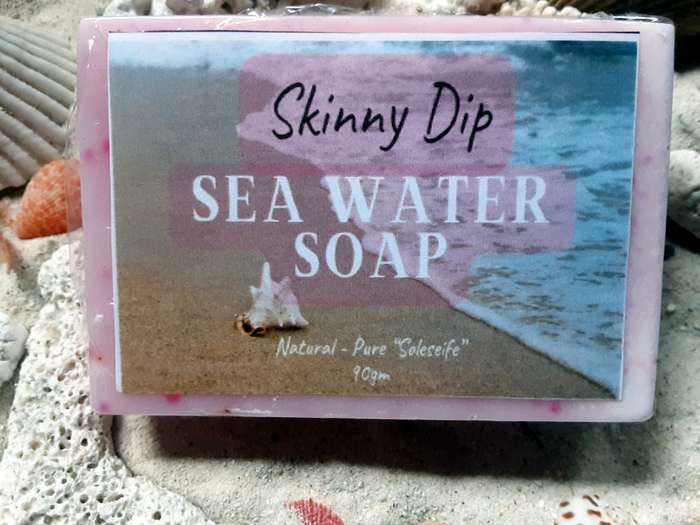 Skinny Dip
SEA WATER
SOAP
Natural - Pure "Soleseife"
90gm